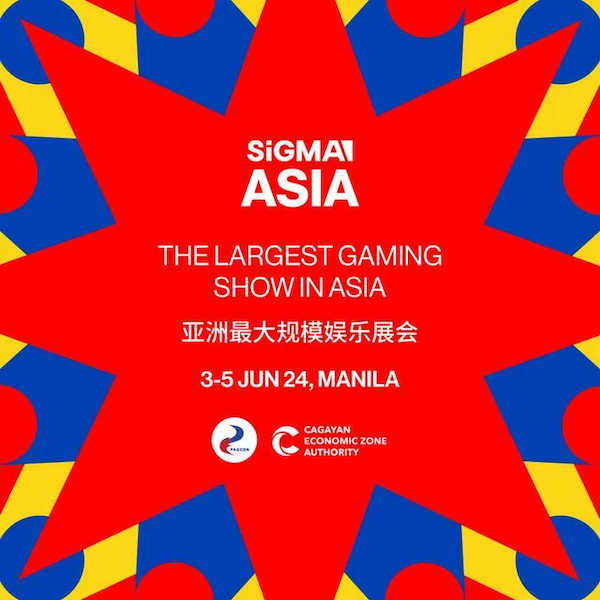 SiGMA
ASIA
THE LARGEST GAMING
SHOW IN ASIA
亚洲最大规模娱乐展会
3-5 JUN 24, MANILA
PAGCOR
CAGAYAN
ECONOMIC ZONE
AUTHORITY